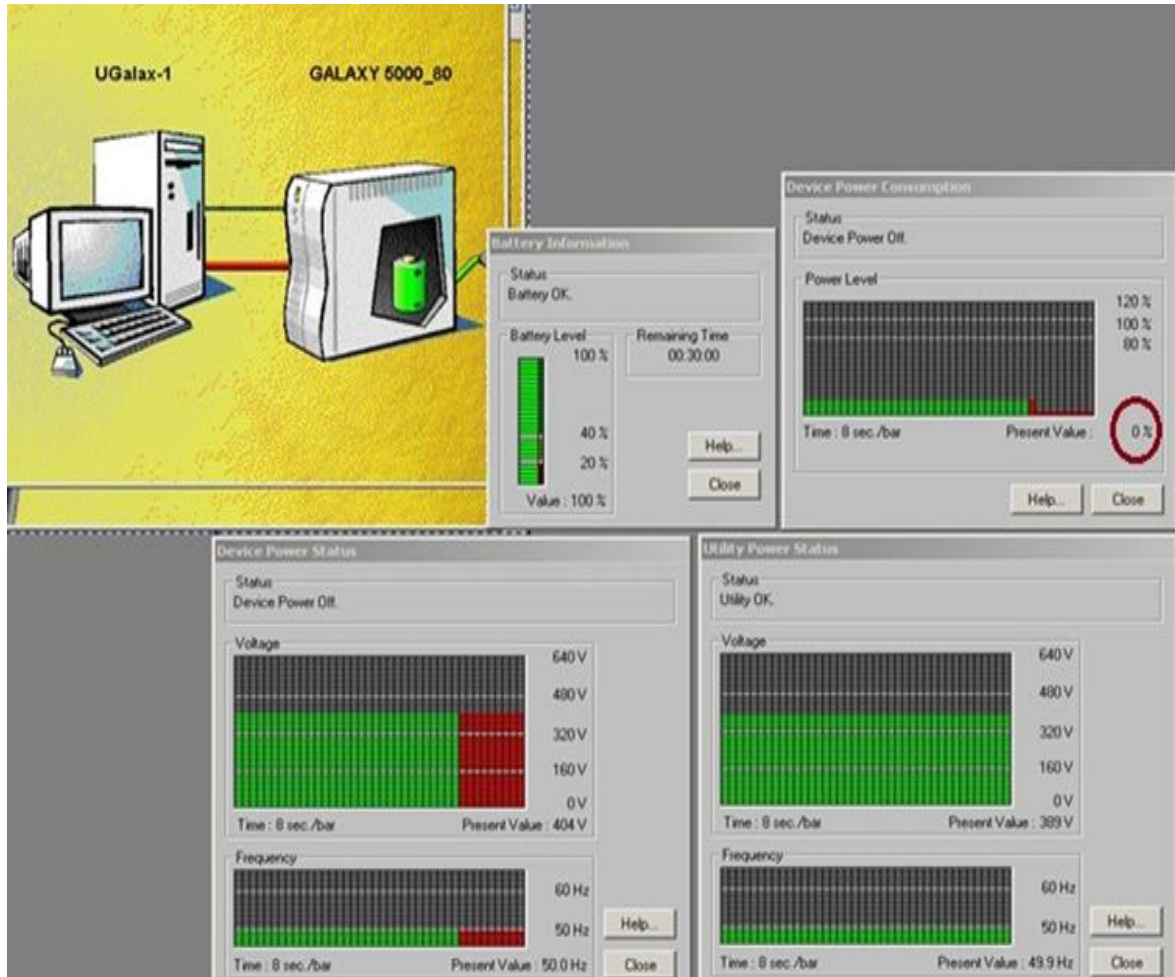 UGalax-1
GALAXY 5000_80
Battery Information
Status
Battery OK.
Battery Level
100 %
40 %
20 %
Value : 100 %
Remaining Time
00:30:00
Help...
Close
Device Power Consumption
Status
Device Power Off.
Power Level
120 %
100 %
80 %
Time : 8 sec./bar
Present Value :
0 %
Help...
Close
Device Power Status
Status
Device Power Off.
Voltage
640 V
480 V
320 V
160 V
0 V
Time : 8 sec./bar
Present Value : 404 V
Frequency
60 Hz
50 Hz
Time : 8 sec./bar
Present Value : 50.0 Hz
Help...
Close
Utility Power Status
Status
Utility OK.
Voltage
640 V
480 V
320 V
160 V
0 V
Time : 8 sec./bar
Present Value : 389 V
Frequency
60 Hz
50 Hz
Time : 8 sec./bar
Present Value : 49.9 Hz
Help...
Close